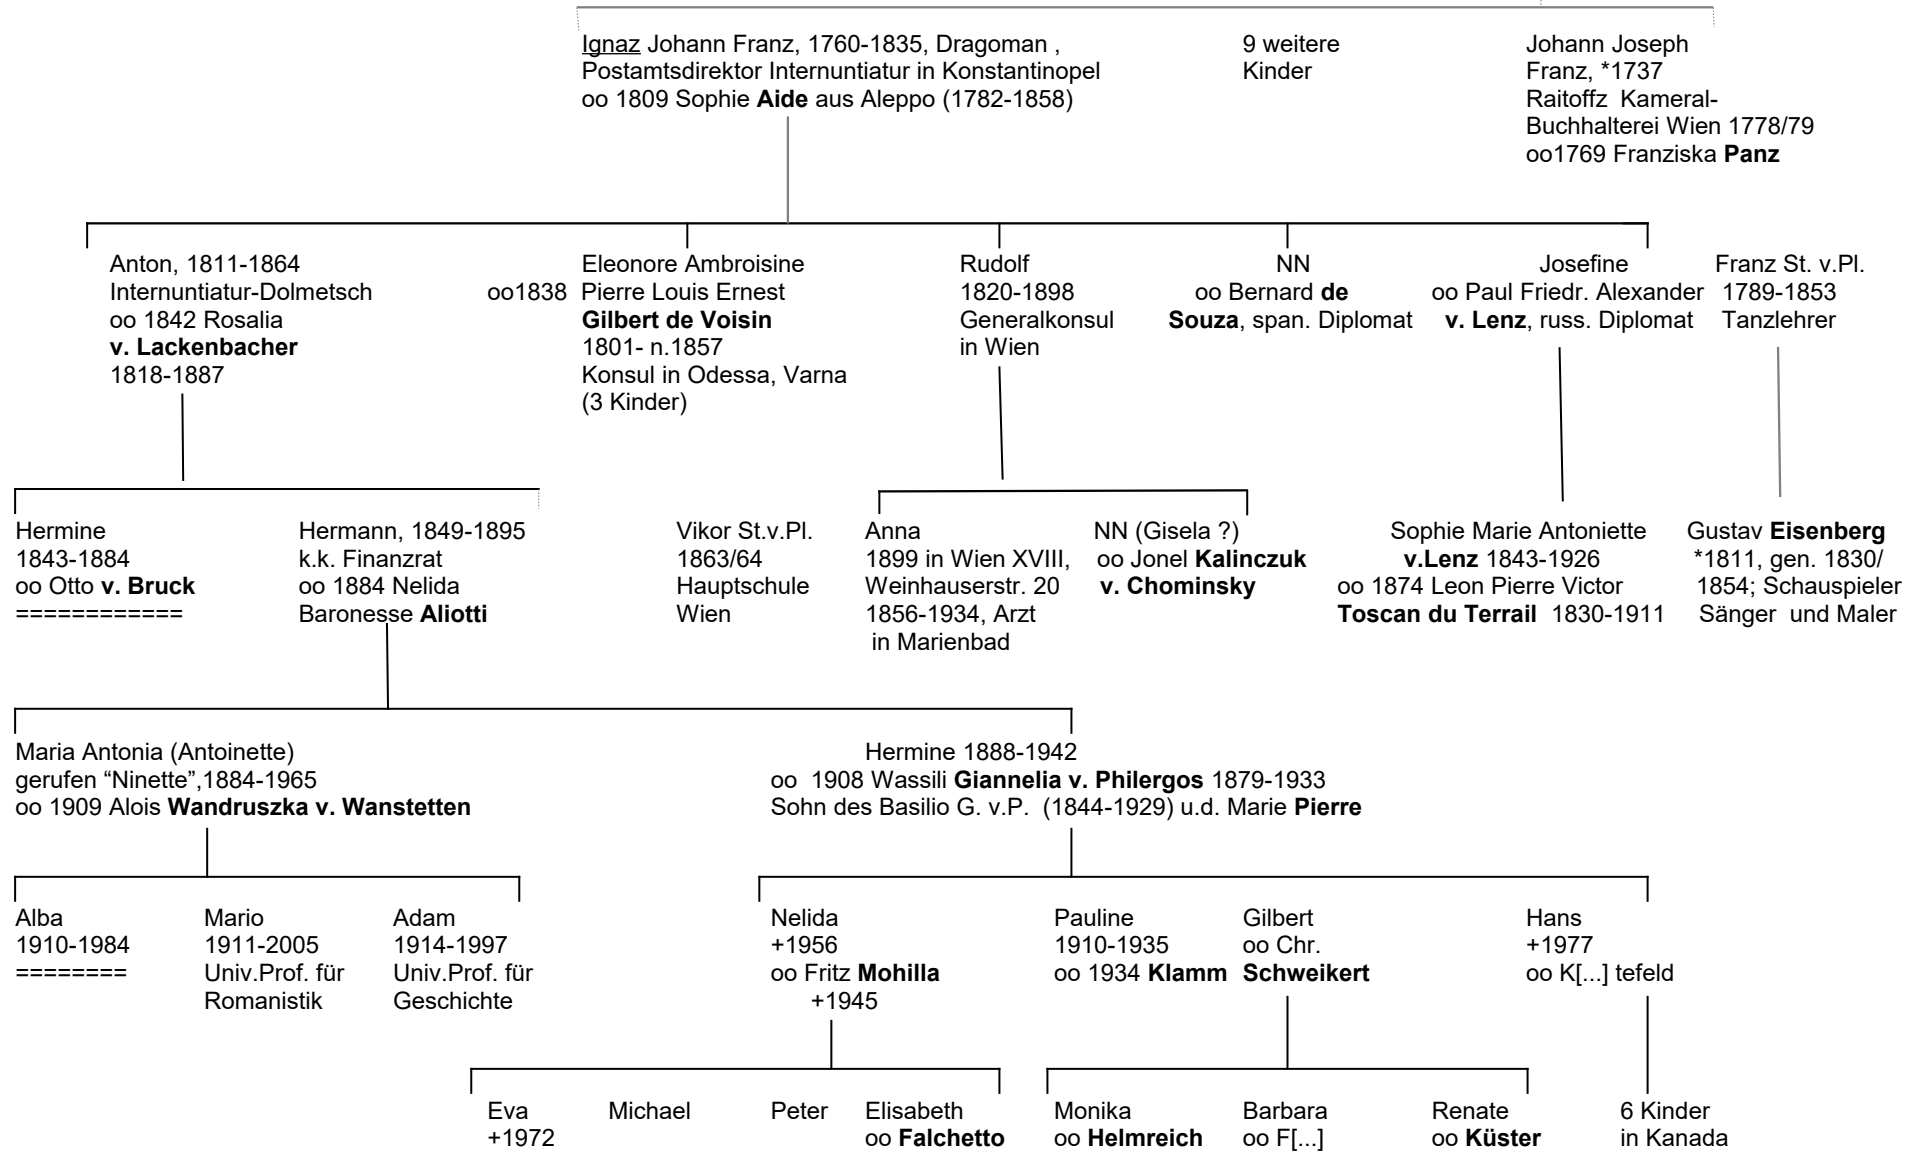 Ignaz Johann Franz, 1760-1835, Dragoman ,
Postamtsdirektor Internuntiatur in Konstantinopel
oo 1809 Sophie Aide aus Aleppo (1782-1858)
9 weitere
Kinder
Johann Joseph
Franz, *1737
Raitoffz Kameral-
Buchhalterei Wien 1778/79
oo1769 Franziska Panz
Anton, 1811-1864
Internuntiatur-Dolmetsch
oo 1842 Rosalia
v. Lackenbacher
1818-1887
oo1838
Eleonore Ambroisine
Pierre Louis Ernest
Gilbert de Voisin
1801- n.1857
Konsul in Odessa, Varna
(3 Kinder)
Rudolf
1820-1898
Generalkonsul
in Wien
NN
oo Bernard de
Souza, span. Diplomat
Josefine
oo Paul Friedr. Alexander
v. Lenz, russ. Diplomat
Franz St. v.Pl.
1789-1853
Tanzlehrer
Hermine
1843-1884
oo Otto v. Bruck
============
Hermann, 1849-1895
k.k. Finanzrat
oo 1884 Nelida
Baronesse Aliotti
Vikor St.v.Pl.
1863/64
Hauptschule
Wien
Anna
1899 in Wien XVIII,
Weinhauserstr. 20
1856-1934, Arzt
in Marienbad
NN (Gisela ?)
oo Jonel Kalinczuk
v. Chominsky
Sophie Marie Antoniette
v.Lenz 1843-1926
oo 1874 Leon Pierre Victor
Toscan du Terrail 1830-1911
Gustav Eisenberg
*1811, gen. 1830/
1854; Schauspieler
Sänger und Maler
Maria Antonia (Antoinette)
gerufen “Ninette”,1884-1965
oo 1909 Alois Wandruszka v. Wanstetten
Hermine 1888-1942
oo 1908 Wassili Giannelia v. Philergos 1879-1933
Sohn des Basilio G. v.P. (1844-1929) u.d. Marie Pierre
Alba
1910-1984
========
Mario
1911-2005
Univ.Prof. für
Romanistik
Adam
1914-1997
Univ.Prof. für
Geschichte
Nelida
+1956
oo Fritz Mohilla
+1945
Pauline
1910-1935
oo 1934 Klamm
Gilbert
oo Chr.
Schweikert
Hans
+1977
oo K[...] tefeld
Eva
+1972
Michael
Peter
Elisabeth
oo Falchetto
Monika
oo Helmreich
Barbara
oo F[...]
Renate
oo Küster
6 Kinder
in Kanada